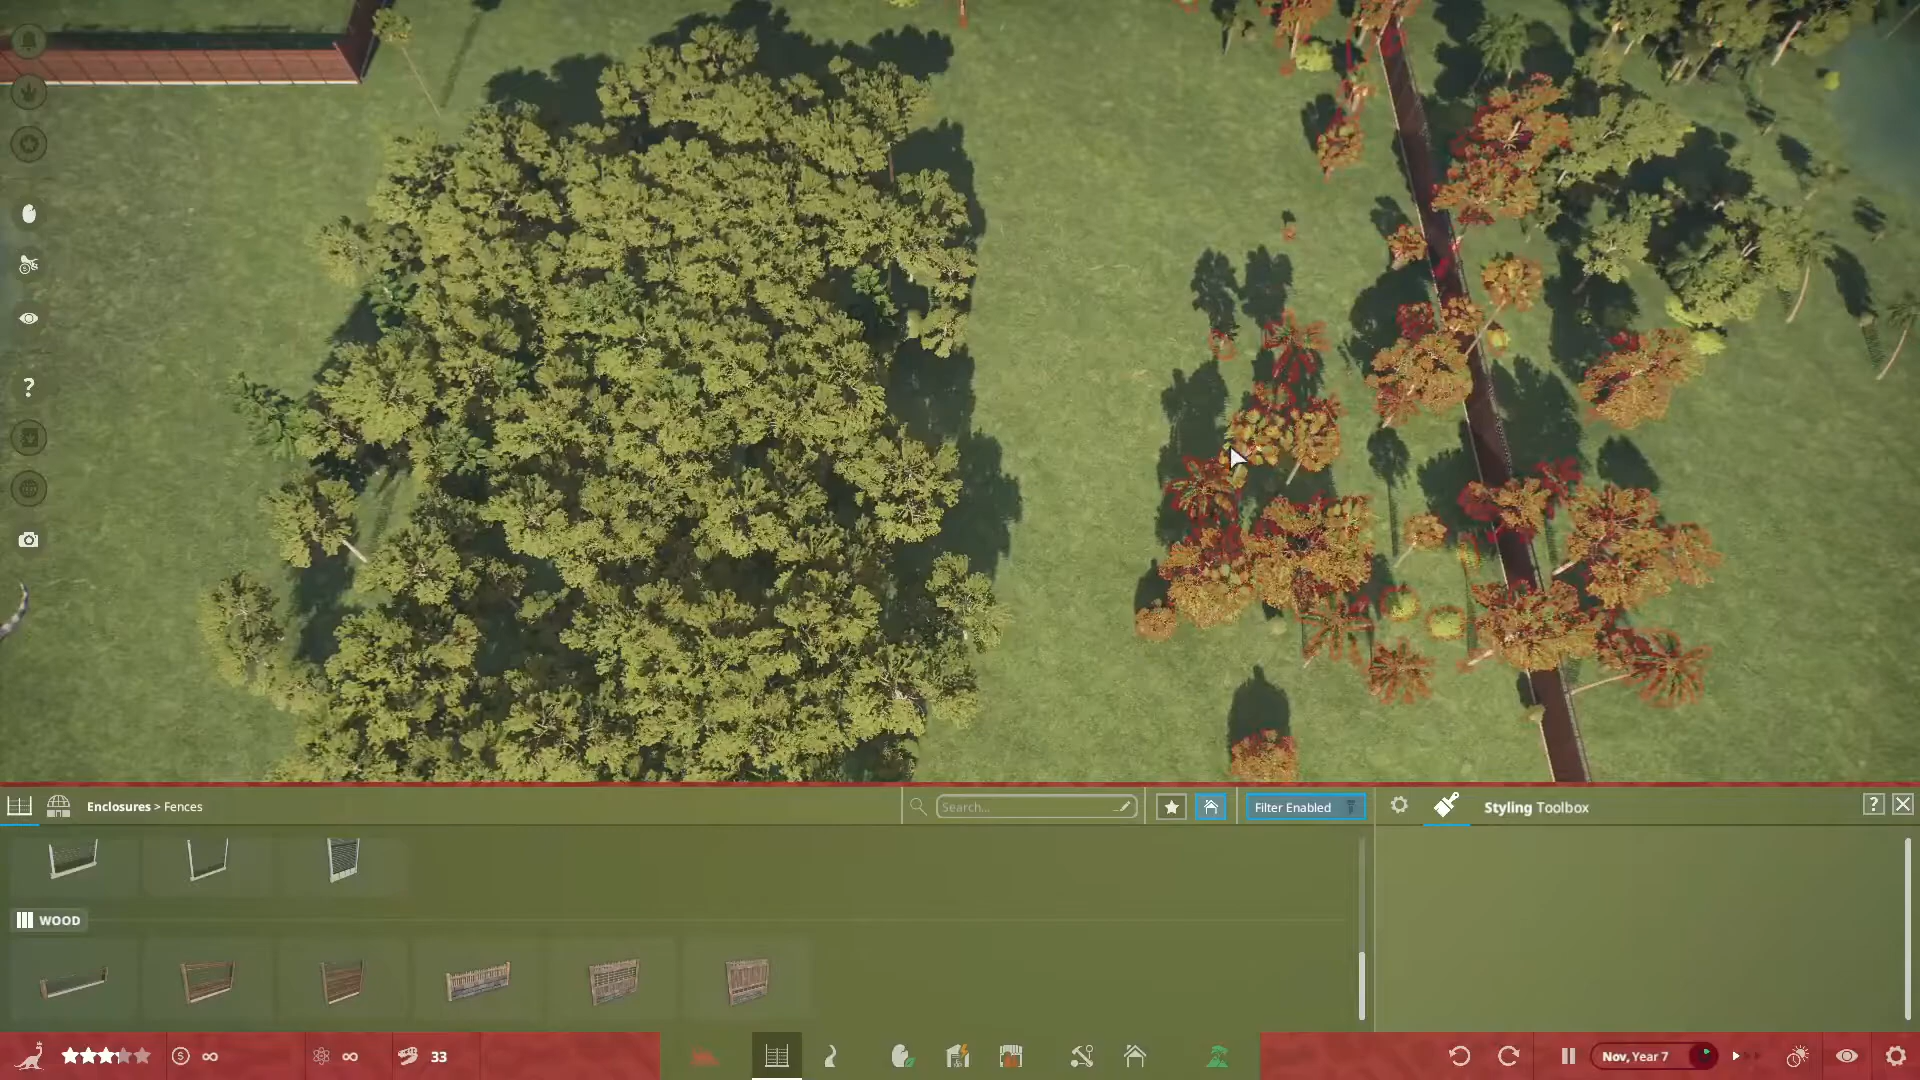 Enclosures > Fences
Search...
Filter Enabled
Styling Toolbox
WOOD
33
Nov, Year 7